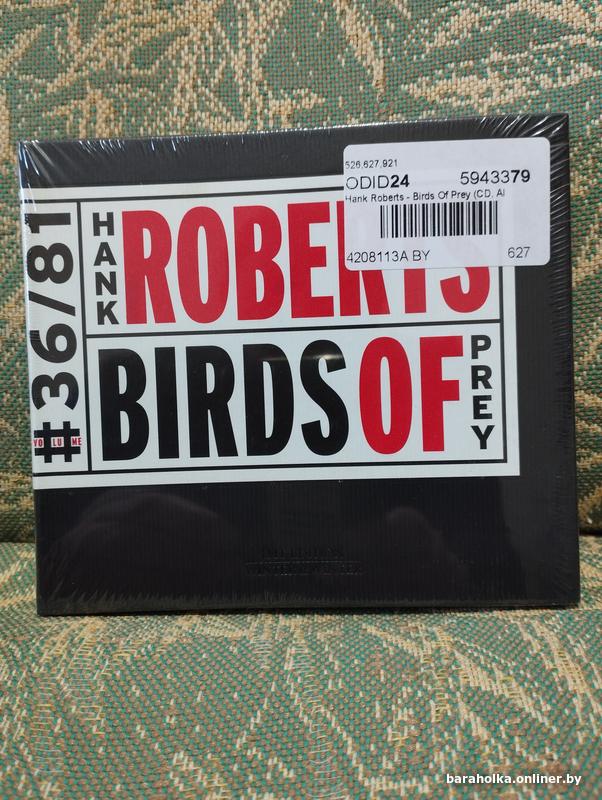 526,627,921
ODID24 5943379
Hank Roberts - Birds Of Prey (CD, Al
4208113A BY 627
#36/81
VOLUME
HANK
ROBERTS
BIRDS OF
PREY
baraholka.onliner.by